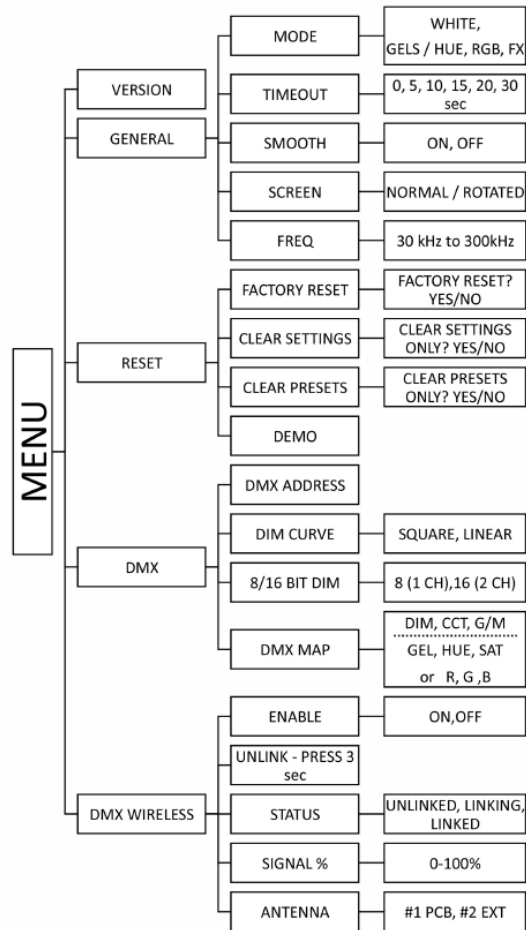 MENU
VERSION
GENERAL
MODE
WHITE,
GELS / HUE, RGB, FX
TIMEOUT
0, 5, 10, 15, 20, 30
sec
SMOOTH
ON, OFF
SCREEN
NORMAL / ROTATED
FREQ
30 kHz to 300kHz
RESET
FACTORY RESET
FACTORY RESET?
YES/NO
CLEAR SETTINGS
CLEAR SETTINGS
ONLY? YES/NO
CLEAR PRESETS
CLEAR PRESETS
ONLY? YES/NO
DEMO
DMX
DMX ADDRESS
DIM CURVE
SQUARE, LINEAR
8/16 BIT DIM
8 (1 CH),16 (2 CH)
DMX MAP
DIM, CCT, G/M
GEL, HUE, SAT
or R, G ,B
DMX WIRELESS
ENABLE
ON,OFF
UNLINK - PRESS 3
sec
STATUS
UNLINKED, LINKING,
LINKED
SIGNAL %
0-100%
ANTENNA
#1 PCB, #2 EXT